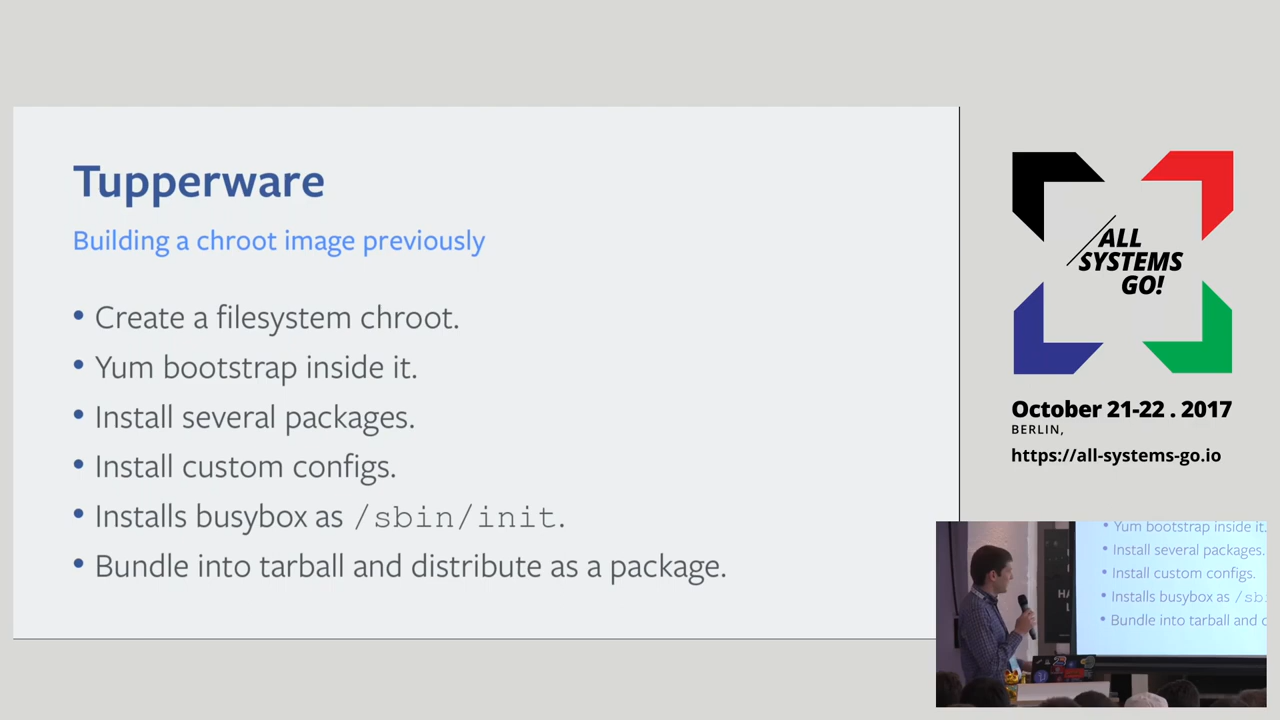 Tupperware
Building a chroot image previously
• Create a filesystem chroot.
• Yum bootstrap inside it.
• Install several packages.
• Install custom configs.
• Installs busybox as /sbin/init.
• Bundle into tarball and distribute as a package.
ALL
SYSTEMS
GO!
October 21-22 . 2017
BERLIN,
https://all-systems-go.io
• Yum bootstrap inside it.
• Install several packages.
• Install custom configs.
• Installs busybox as /sb
• Bundle into tarball and